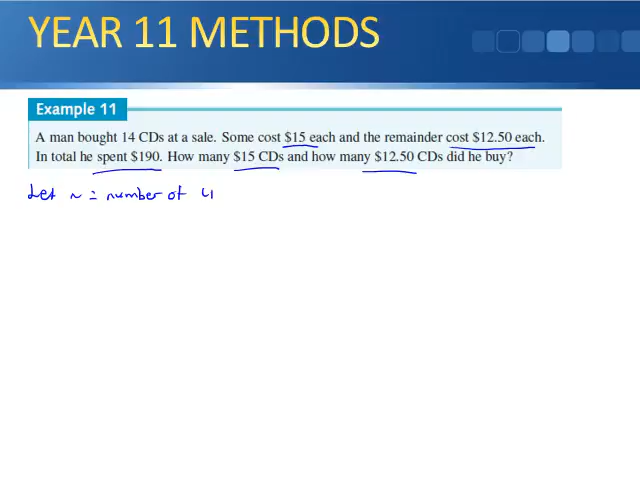 YEAR 11 METHODS
Example 11
A man bought 14 CDs at a sale. Some cost $15 each and the remainder cost $12.50 each.
In total he spent $190. How many $15 CDs and how many $12.50 CDs did he buy?
Let n = number of